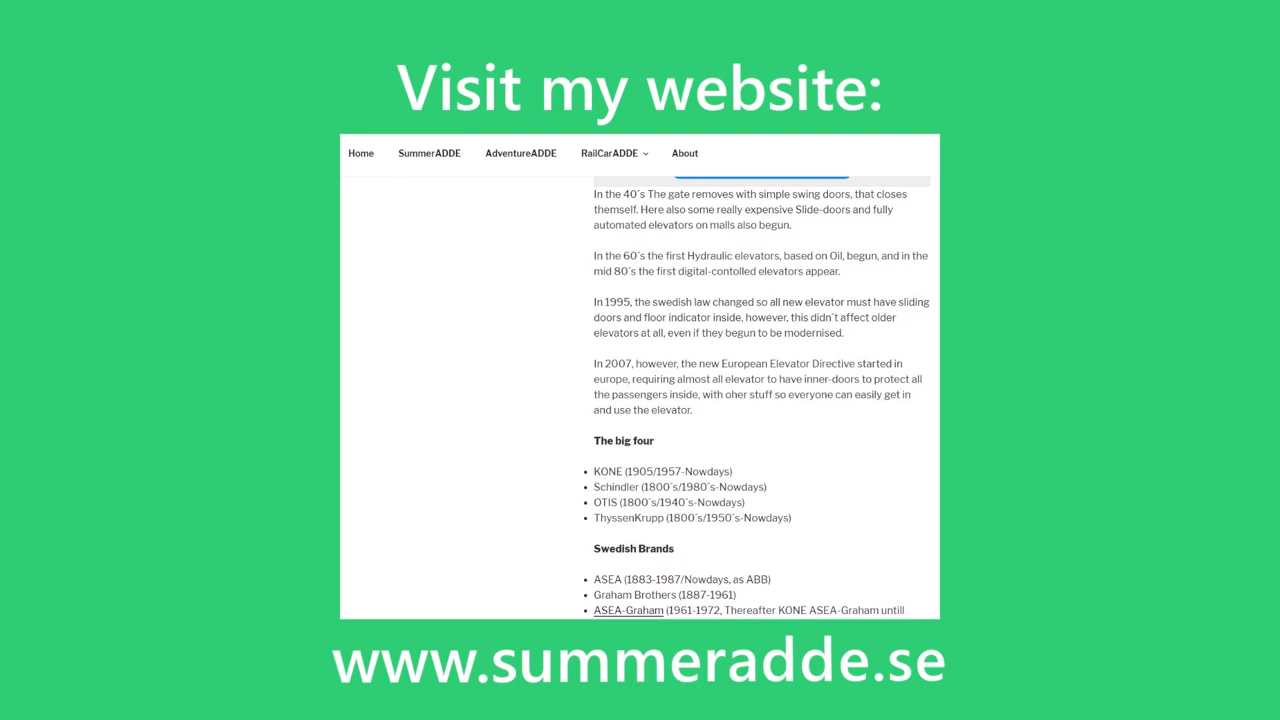 Visit my website:
Home SummerADDE AdventureADDE RailCarADDE About
In the 40´s The gate removes with simple swing doors, that closes
themself. Here also some really expensive Slide-doors and fully
automated elevators on malls also begun.
In the 60´s the first Hydraulic elevators, based on Oil, begun, and in the
mid 80´s the first digital-contolled elevators appear.
In 1995, the swedish law changed so all new elevator must have sliding
doors and floor indicator inside, however, this didn´t affect older
elevators at all, even if they begun to be modernised.
In 2007, however, the new European Elevator Directive started in
europe, requiring almost all elevator to have inner-doors to protect all
the passengers inside, with oher stuff so everyone can easily get in
and use the elevator.
The big four
• KONE (1905/1957-Nowdays)
• Schindler (1800´s/1980´s-Nowdays)
• OTIS (1800´s/1940´s-Nowdays)
• ThyssenKrupp (1800´s/1950´s-Nowdays)
Swedish Brands
• ASEA (1883-1987/Nowdays, as ABB)
• Graham Brothers (1887-1961)
• ASEA-Graham (1961-1972, Thereafter KONE ASEA-Graham untill
www.summeradde.se